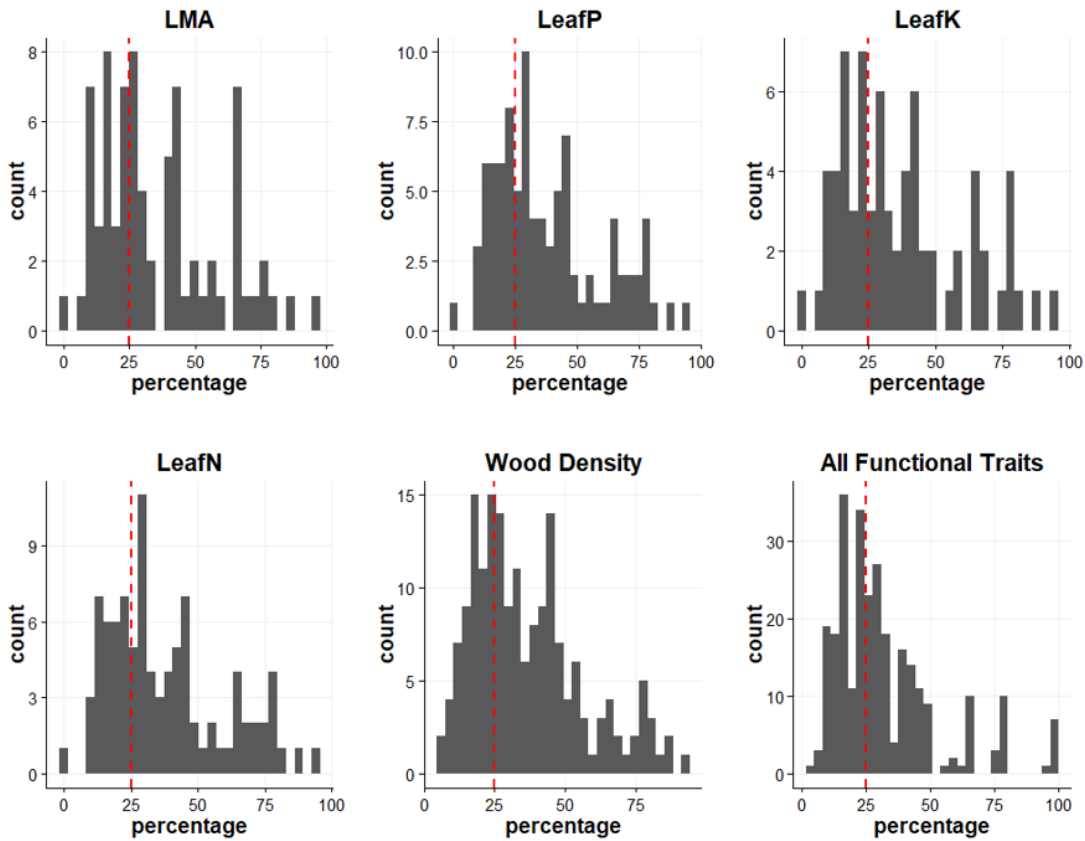 LMA
LeafP
LeafK
8
6
4
2
0
count
0 25 50 75 100
percentage
10.0
7.5
5.0
2.5
0.0
count
0 25 50 75 100
percentage
6
4
2
0
count
0 25 50 75 100
percentage
LeafN
Wood Density
All Functional Traits
9
6
3
0
count
0 25 50 75 100
percentage
15
10
5
0
count
0 25 50 75
percentage
30
20
10
0
count
0 25 50 75 100
percentage